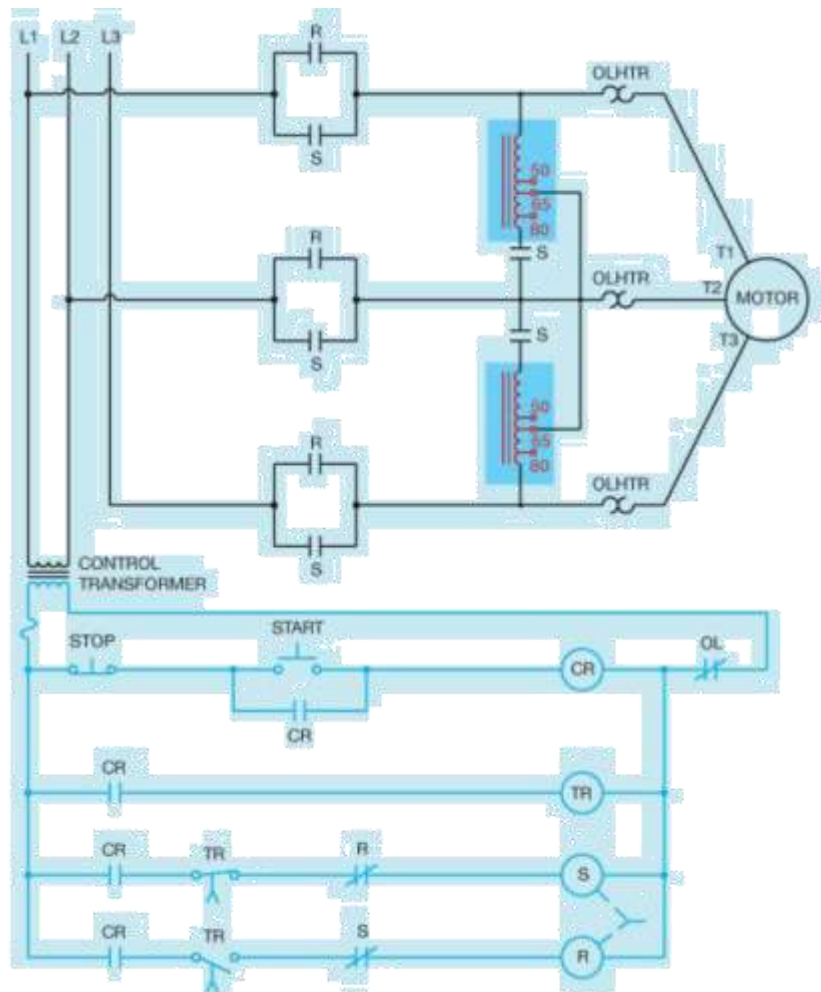 L1 L2 L3
R
OLHTR
S
50
65
80
S
R
OLHTR
T1
T2
MOTOR
S
S
T3
50
65
80
R
OLHTR
S
CONTROL
TRANSFORMER
STOP
START
CR
OL
CR
CR
TR
CR
TR
R
S
CR
TR
S
R